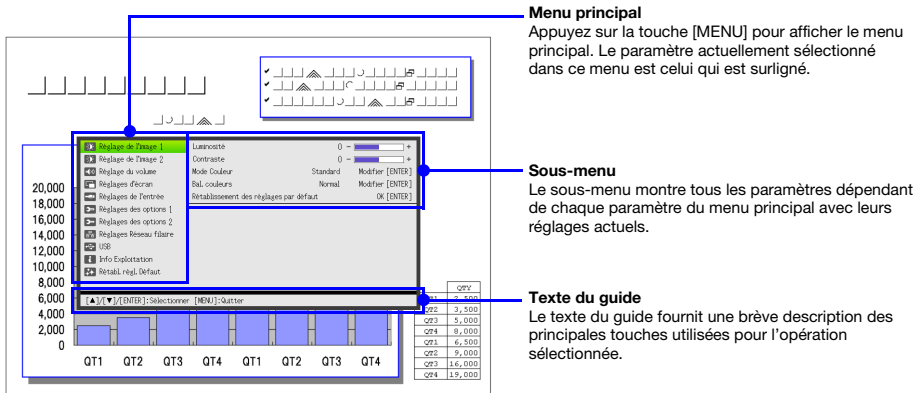 Menu principal
Appuyez sur la touche [MENU] pour afficher le menu
principal. Le paramètre actuellement sélectionné
dans ce menu est celui qui est surligné.
Réglage de l'image 1
Réglage de l'image 2
Réglage du volume
Réglages d'écran
Réglages de l'entrée
Réglages des options 1
Réglages des options 2
Réglages Réseau filaire
USB
Info Exploitation
Rétabl. régl. Défaut
Luminosité 0 - +
Contraste 0 - +
Mode Couleur Standard Modifier [ENTER]
Bal. couleurs Normal Modifier [ENTER]
Rétablissement des réglages par défaut OK [ENTER]
[▲]/[▼]/[ENTER]:Sélectionner [MENU]:Quitter
Sous-menu
Le sous-menu montre tous les paramètres dépendant
de chaque paramètre du menu principal avec leurs
réglages actuels.
Texte du guide
Le texte du guide fournit une brève description des
principales touches utilisées pour l'opération
sélectionnée.
20,000
18,000
16,000
14,000
12,000
10,000
8,000
6,000
4,000
2,000
0
QT1 QT2 QT3 QT4 QT1 QT2 QT3 QT4
QTY
QT2 3,500
QT3 5,000
QT4 8,000
QT1 6,500
QT2 9,000
QT3 16,000
QT4 19,000